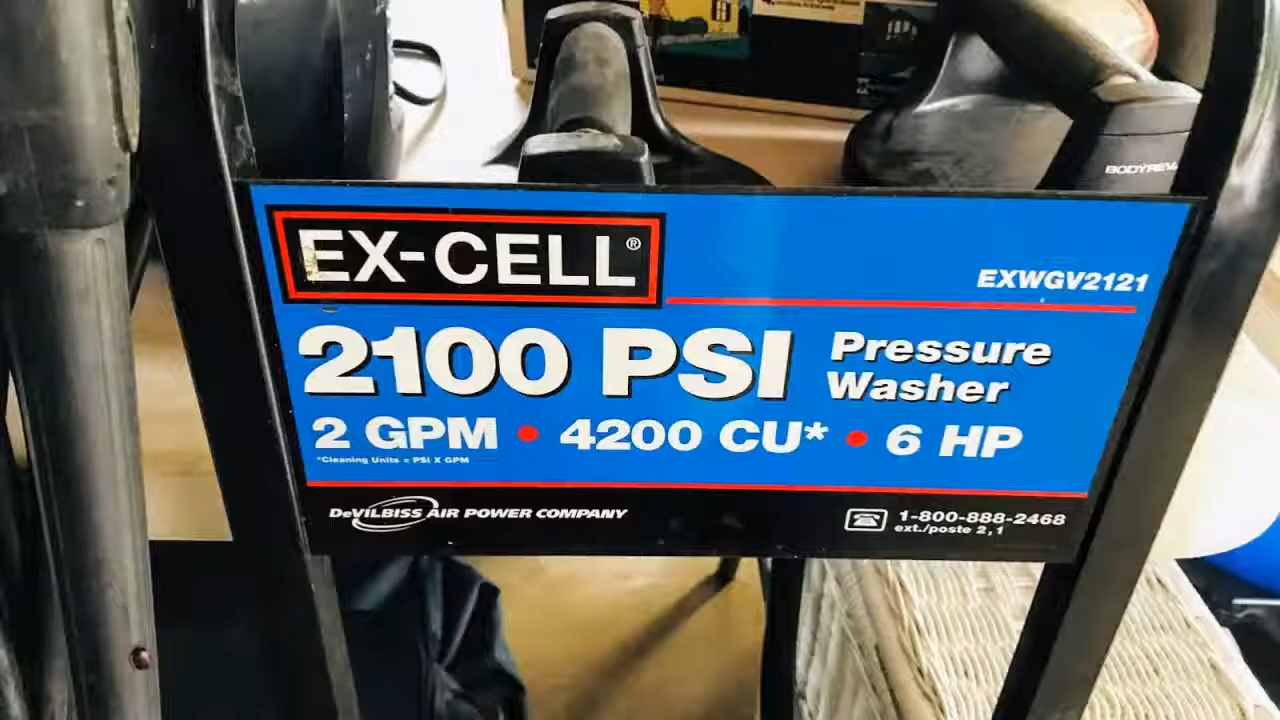 BODYREV
EX-CELL®
EXWGV2121
2100 PSI Pressure Washer
2 GPM • 4200 CU* • 6 HP
*Cleaning Units = PSI X GPM
DeVILBISS AIR POWER COMPANY
1-800-888-2468
ext./poste 2,1